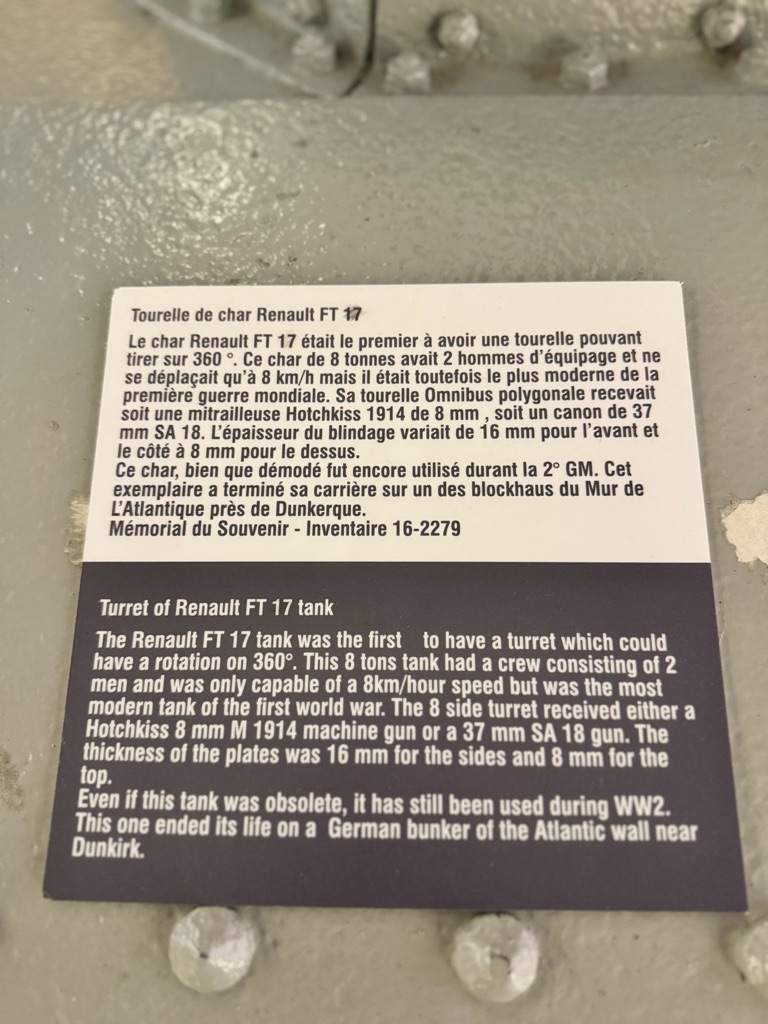 Tourelle de char Renault FT 17
Le char Renault FT 17 était le premier à avoir une tourelle pouvant
tirer sur 360 °. Ce char de 8 tonnes avait 2 hommes d'équipage et ne
se déplaçait qu'à 8 km/h mais il était toutefois le plus moderne de la
première guerre mondiale. Sa tourelle Omnibus polygonale recevait
soit une mitrailleuse Hotchkiss 1914 de 8 mm , soit un canon de 37
mm SA 18. L'épaisseur du blindage variait de 16 mm pour l'avant et
le côté à 8 mm pour le dessus.
Ce char, bien que démodé fut encore utilisé durant la 2° GM. Cet
exemplaire a terminé sa carrière sur un des blockhaus du Mur de
L'Atlantique près de Dunkerque.
Mémorial du Souvenir - Inventaire 16-2279
Turret of Renault FT 17 tank
The Renault FT 17 tank was the first to have a turret which could
have a rotation on 360°. This 8 tons tank had a crew consisting of 2
men and was only capable of a 8km/hour speed but was the most
modern tank of the first world war. The 8 side turret received either a
Hotchkiss 8 mm M 1914 machine gun or a 37 mm SA 18 gun. The
thickness of the plates was 16 mm for the sides and 8 mm for the
top.
Even if this tank was obsolete, it has still been used during WW2.
This one ended its life on a German bunker of the Atlantic wall near
Dunkirk.